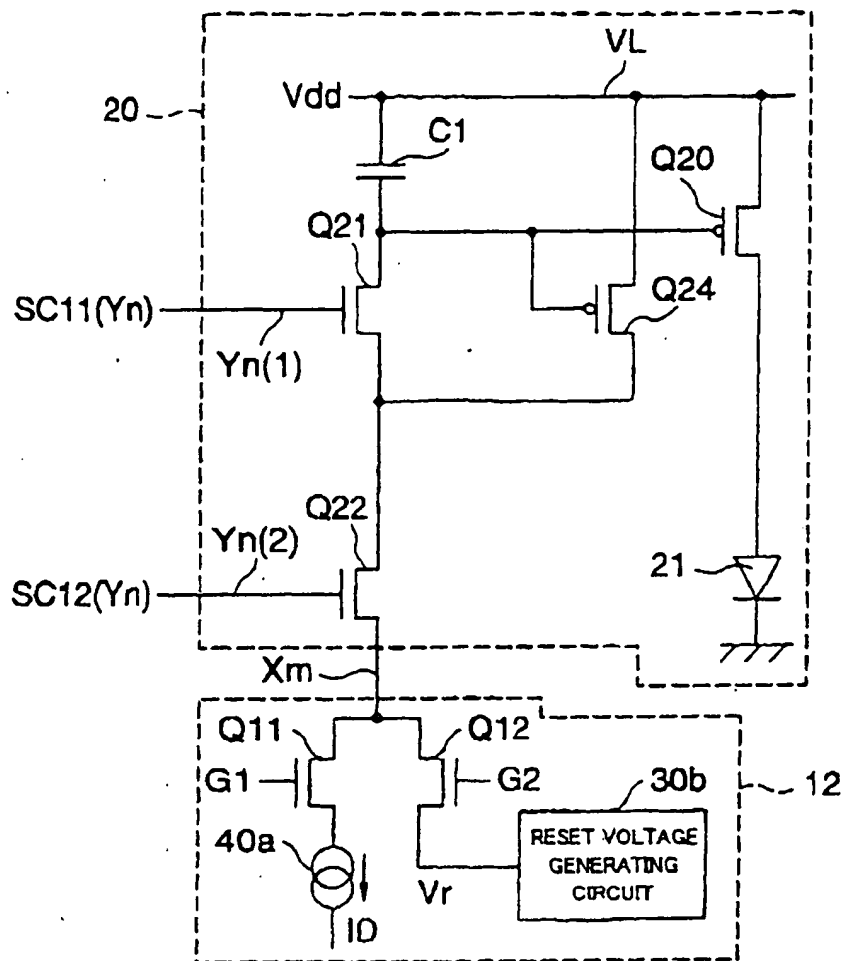 VL
20
Vdd
C1
Q20
Q21
SC11(Yn)
Q24
Yn(1)
Q22
Yn(2)
21
SC12(Yn)
Xm
Q11
Q12
G1
G2
30b
12
40a
RESET VOLTAGE
GENERATING
CIRCUIT
Vr
ID